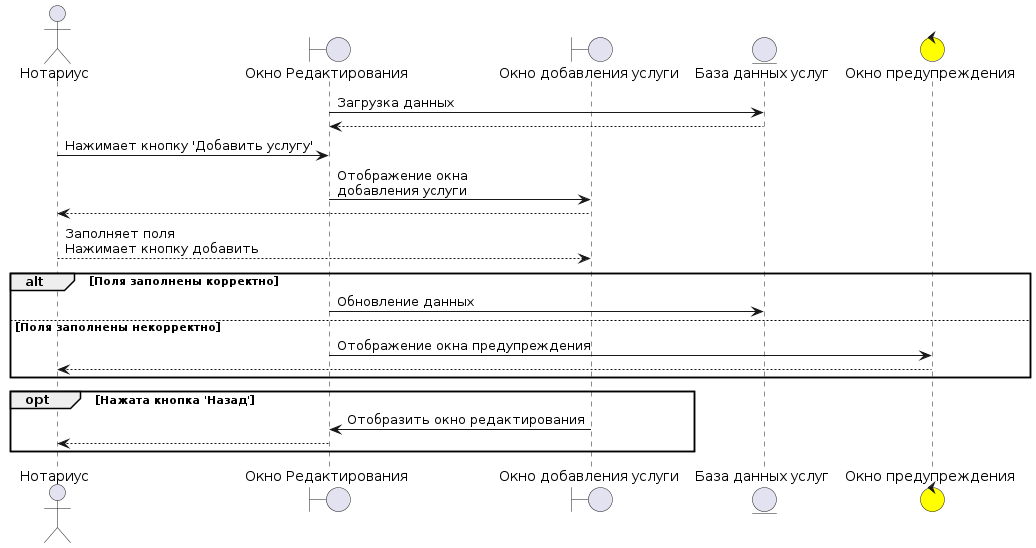 Нотариус
Окно Редактирования
Окно добавления услуги
База данных услуг
Окно предупреждения
Загрузка данных
Нажимает кнопку 'Добавить услугу'
Отображение окна
добавления услуги
Заполняет поля
Нажимает кнопку добавить
alt [Поля заполнены корректно]
Обновление данных
[Поля заполнены некорректно]
Отображение окна предупреждения
opt [Нажата кнопка 'Назад']
Отобразить окно редактирования
Нотариус
Окно Редактирования
Окно добавления услуги
База данных услуг
Окно предупреждения